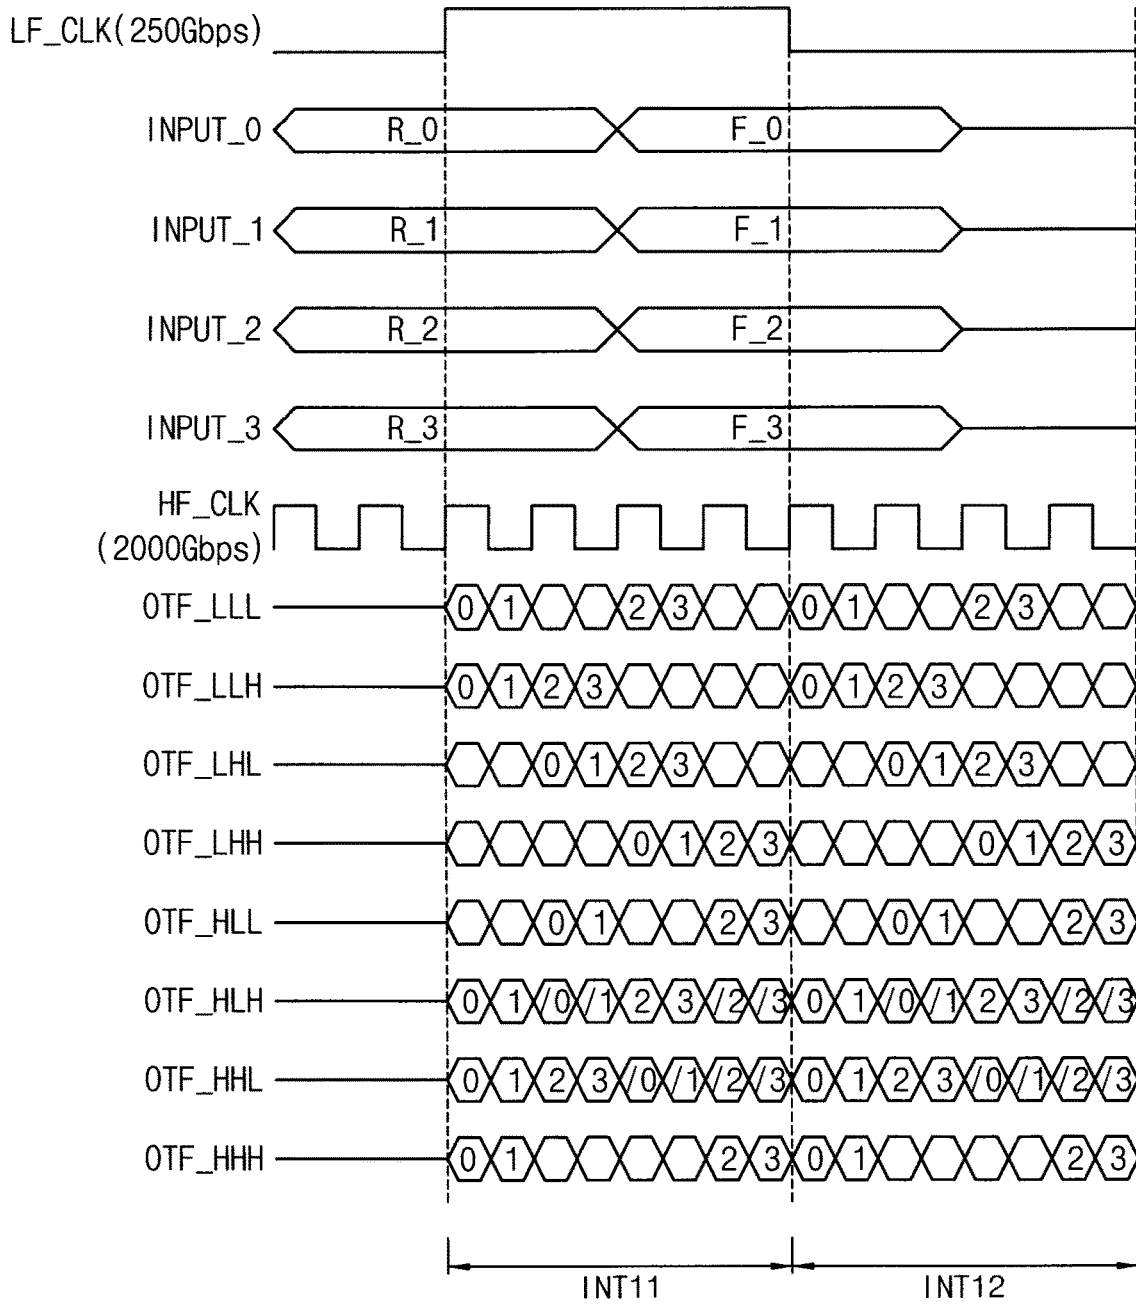 LF_CLK(250Gbps)
INPUT_0 R_0 F_0
INPUT_1 R_1 F_1
INPUT_2 R_2 F_2
INPUT_3 R_3 F_3
HF_CLK
(2000Gbps)
OTF_LLL 0 1 2 3 0 1 2 3
OTF_LLH 0 1 2 3 0 1 2 3
OTF_LHL 0 1 2 3 0 1 2 3
OTF_LHH 0 1 2 3 0 1 2 3
OTF_HLL 0 1 2 3 0 1 2 3
OTF_HLH 0 1 /0 /1 2 3 /2 /3 0 1 /0 /1 2 3 /2 /3
OTF_HHL 0 1 2 3 /0 /1 /2 /3 0 1 2 3 /0 /1 /2 /3
OTF_HHH 0 1 2 3 0 1 2 3
INT11 INT12